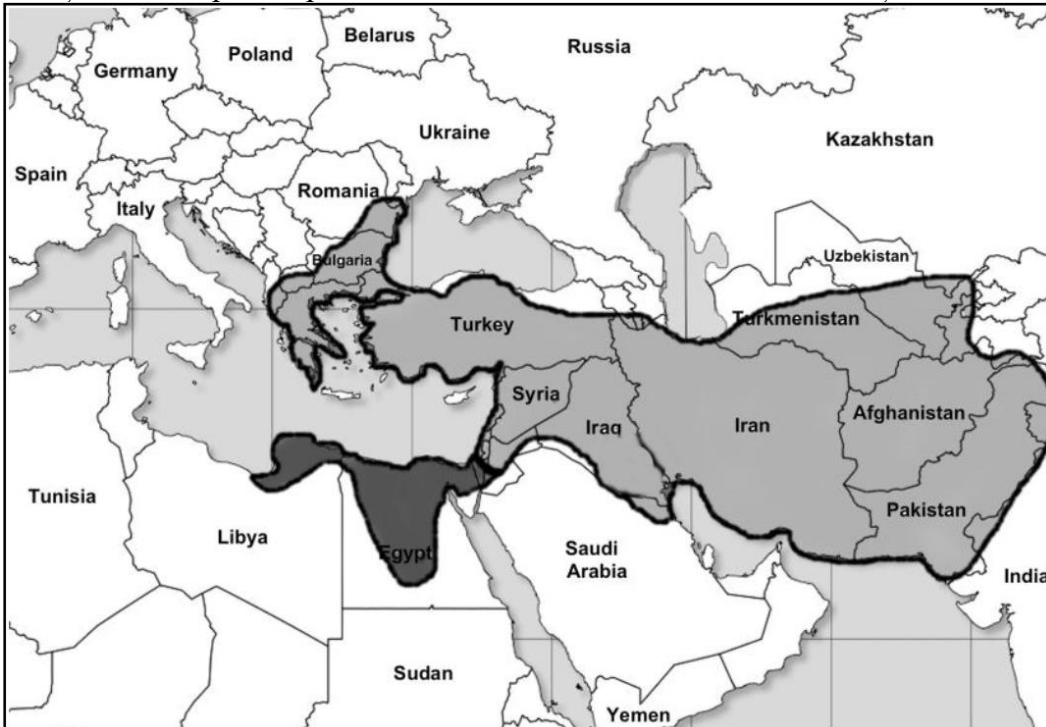 Belarus
Russia
Poland
Germany
Ukraine
Kazakhstan
Spain
Romania
Italy
Uzbekistan
Bulgaria
Turkey
Turkmenistan
Syria
Afghanistan
Iraq
Iran
Tunisia
Pakistan
Libya
Egypt
Saudi
Arabia
India
Sudan
Yemen